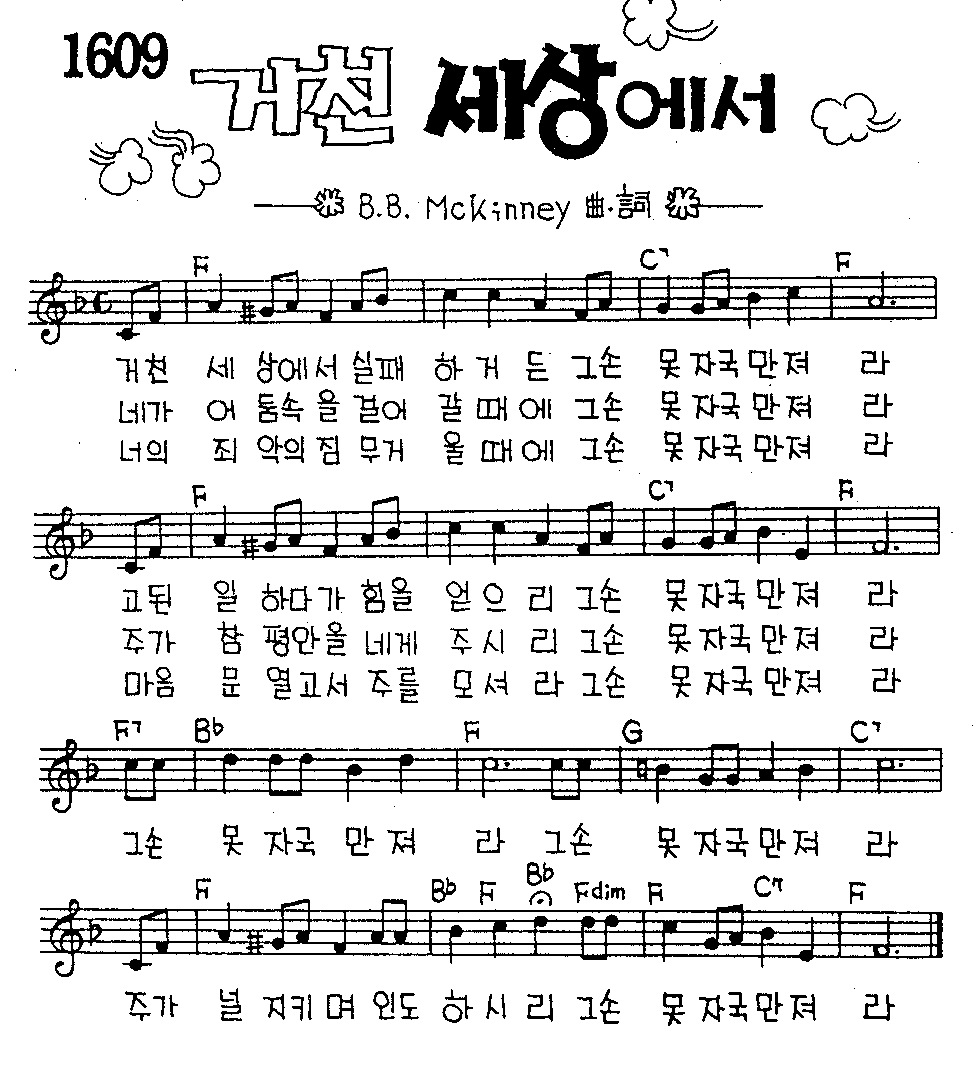 1609
거친 세상에서
B.B. Mckinney 曲·詞
F C7 F
거친 세 상에서 실패 하 거 든 그손 못 자국 만 져 라
네가 어 둠속 을 걸어 갈 때 에 그손 못 자국 만 져 라
너의 죄 악의 짐 무거 울 때 에 그손 못 자국 만 져 라
F C7 F
고된 일 하다가 힘을 얻 으 리 그손 못 자국 만 져 라
주가 참 평안을 네게 주 시 리 그손 못 자국 만 져 라
마음 문 열고서 주를 모 셔 라 그손 못 자국 만 져 라
F7 Bb F G C7
그손 못 자국 만 져 라 그손 못 자국 만 져 라
F Bb F Bb Fdim F C7 F
주가 널 지키 며 인도 하 시 리 그손 못 자국 만 져 라